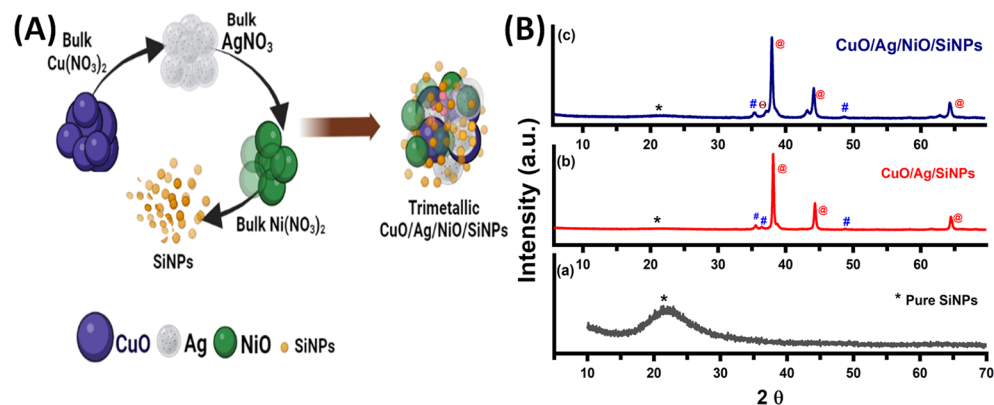 (A)
Bulk
Cu(NO₃)₂
Bulk
AgNO₃
Bulk Ni(NO₃)₂
SiNPs
Trimetallic
CuO/Ag/NiO/SiNPs
CuO
Ag
NiO
SiNPs
(B)
Intensity (a.u.)
(c)
CuO/Ag/NiO/SiNPs
* # Θ @ @ # @
10 20 30 40 50 60 70
(b)
CuO/Ag/SiNPs
* # # @ @ # @
10 20 30 40 50 60 70
(a)
*
* Pure SiNPs
10 20 30 40 50 60 70
2 θ